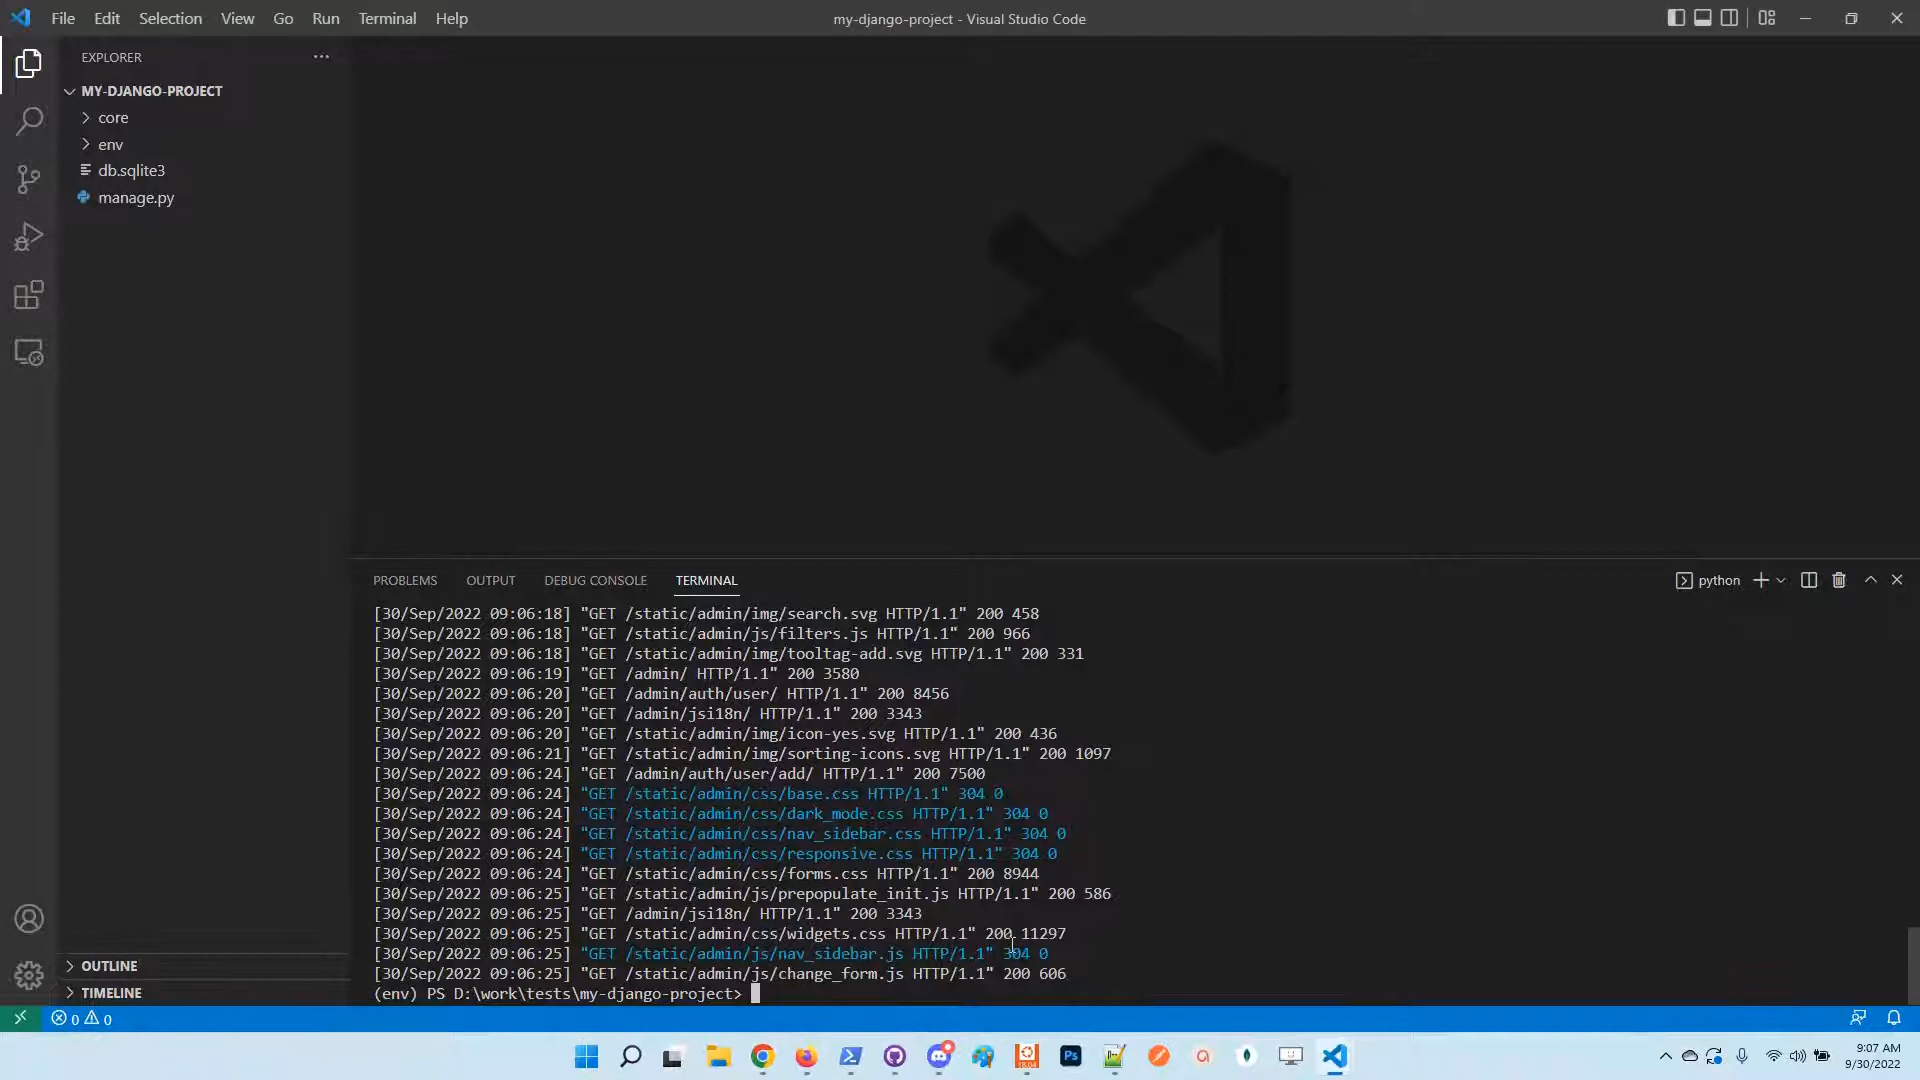 File Edit Selection View Go Run Terminal Help
my-django-project - Visual Studio Code
EXPLORER
MY-DJANGO-PROJECT
core
env
db.sqlite3
manage.py
OUTLINE
TIMELINE
PROBLEMS OUTPUT DEBUG CONSOLE TERMINAL
python
[30/Sep/2022 09:06:18] "GET /static/admin/img/search.svg HTTP/1.1" 200 458
[30/Sep/2022 09:06:18] "GET /static/admin/js/filters.js HTTP/1.1" 200 966
[30/Sep/2022 09:06:18] "GET /static/admin/img/tooltag-add.svg HTTP/1.1" 200 331
[30/Sep/2022 09:06:19] "GET /admin/ HTTP/1.1" 200 3580
[30/Sep/2022 09:06:20] "GET /admin/auth/user/ HTTP/1.1" 200 8456
[30/Sep/2022 09:06:20] "GET /admin/jsi18n/ HTTP/1.1" 200 3343
[30/Sep/2022 09:06:20] "GET /static/admin/img/icon-yes.svg HTTP/1.1" 200 436
[30/Sep/2022 09:06:21] "GET /static/admin/img/sorting-icons.svg HTTP/1.1" 200 1097
[30/Sep/2022 09:06:24] "GET /admin/auth/user/add/ HTTP/1.1" 200 7500
[30/Sep/2022 09:06:24] "GET /static/admin/css/base.css HTTP/1.1" 304 0
[30/Sep/2022 09:06:24] "GET /static/admin/css/dark_mode.css HTTP/1.1" 304 0
[30/Sep/2022 09:06:24] "GET /static/admin/css/nav_sidebar.css HTTP/1.1" 304 0
[30/Sep/2022 09:06:24] "GET /static/admin/css/responsive.css HTTP/1.1" 304 0
[30/Sep/2022 09:06:24] "GET /static/admin/css/forms.css HTTP/1.1" 200 8944
[30/Sep/2022 09:06:25] "GET /static/admin/js/prepopulate_init.js HTTP/1.1" 200 586
[30/Sep/2022 09:06:25] "GET /admin/jsi18n/ HTTP/1.1" 200 3343
[30/Sep/2022 09:06:25] "GET /static/admin/css/widgets.css HTTP/1.1" 200 11297
[30/Sep/2022 09:06:25] "GET /static/admin/js/nav_sidebar.js HTTP/1.1" 304 0
[30/Sep/2022 09:06:25] "GET /static/admin/js/change_form.js HTTP/1.1" 200 606
(env) PS D:\work\tests\my-django-project>
0 0
Ps
9:07 AM
9/30/2022